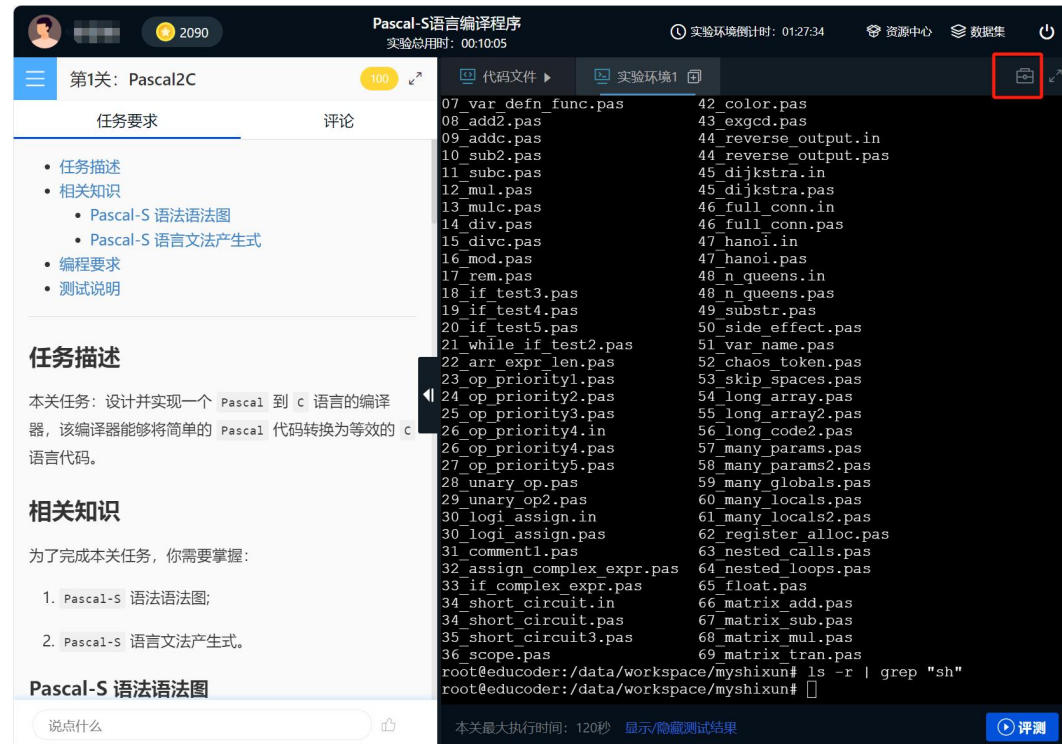 2090
Pascal-S语言编译程序
实验总用时: 00:10:05
实验环境倒计时: 01:27:34
资源中心
数据集
第1关: Pascal2C
100
代码文件
实验环境1
任务要求
评论
任务描述
相关知识
Pascal-S 语法语法图
Pascal-S 语言文法产生式
编程要求
测试说明
任务描述
本关任务: 设计并实现一个 Pascal 到 C 语言的编译
器, 该编译器能够将简单的 Pascal 代码转换为等效的 C
语言代码。
相关知识
为了完成本关任务, 你需要掌握:
1. Pascal-S 语法语法图;
2. Pascal-S 语言文法产生式。
Pascal-S 语法语法图
说点什么
07_var_defn_func.pas 42_color.pas
08_add2.pas 43_exgcd.pas
09_addc.pas 44_reverse_output.in
10_sub2.pas 44_reverse_output.pas
11_subc.pas 45_dijkstra.in
12_mul.pas 45_dijkstra.pas
13_mulc.pas 46_full_conn.in
14_div.pas 46_full_conn.pas
15_divc.pas 47_hanoi.in
16_mod.pas 47_hanoi.pas
17_rem.pas 48_n_queens.in
18_if_test3.pas 48_n_queens.pas
19_if_test4.pas 49_substr.pas
20_if_test5.pas 50_side_effect.pas
21_while_if_test2.pas 51_var_name.pas
22_arr_expr_len.pas 52_chaos_token.pas
23_op_priority1.pas 53_skip_spaces.pas
24_op_priority2.pas 54_long_array.pas
25_op_priority3.pas 55_long_array2.pas
26_op_priority4.in 56_long_code2.pas
26_op_priority4.pas 57_many_params.pas
27_op_priority5.pas 58_many_params2.pas
28_unary_op.pas 59_many_globals.pas
29_unary_op2.pas 60_many_locals.pas
30_logi_assign.in 61_many_locals2.pas
30_logi_assign.pas 62_register_alloc.pas
31_comment1.pas 63_nested_calls.pas
32_assign_complex_expr.pas 64_nested_loops.pas
33_if_complex_expr.pas 65_float.pas
34_short_circuit.in 66_matrix_add.pas
34_short_circuit.pas 67_matrix_sub.pas
35_short_circuit3.pas 68_matrix_mul.pas
36_scope.pas 69_matrix_tran.pas
root@educoder:/data/workspace/myshixun# ls -r | grep "sh"
root@educoder:/data/workspace/myshixun#
本关最大执行时间: 120秒 显示/隐藏测试结果
评测